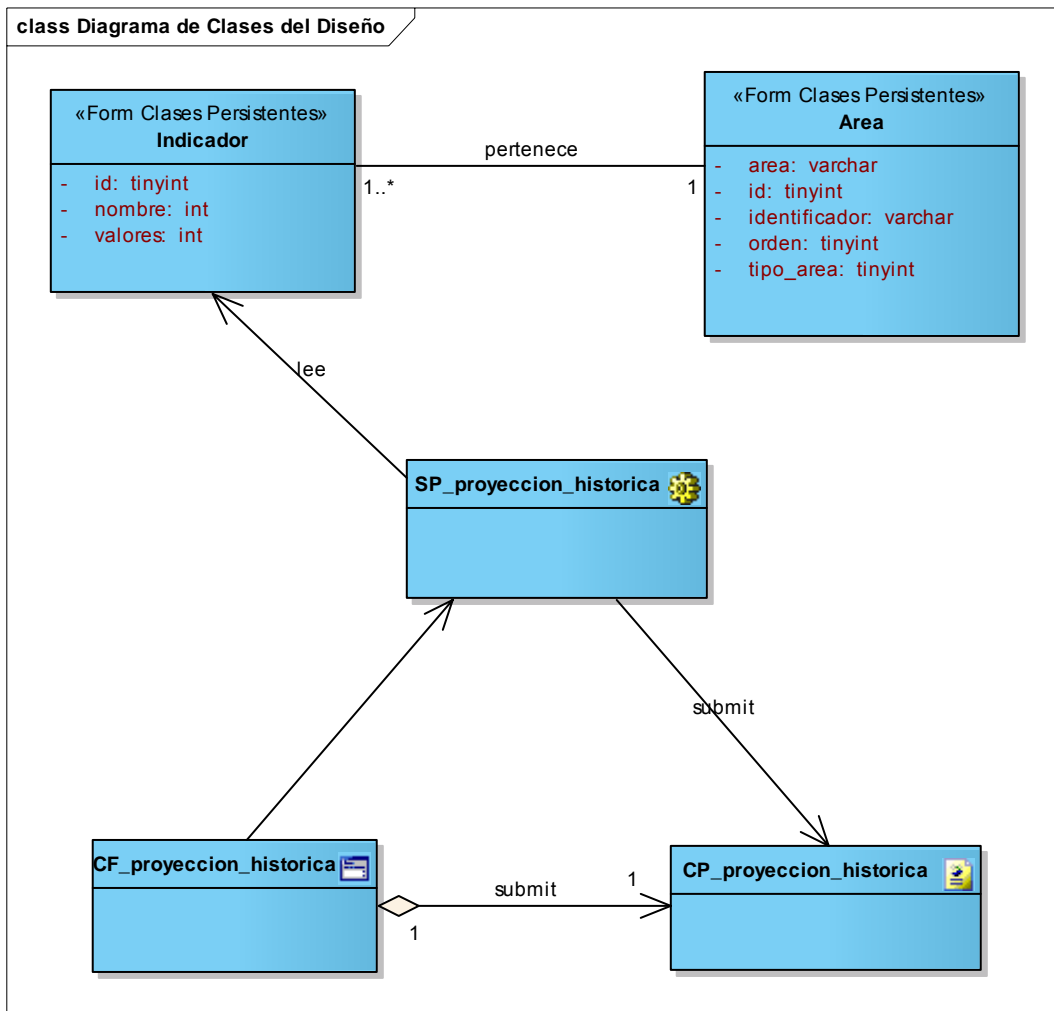 class Diagrama de Clases del Diseño
«Form Clases Persistentes»
Indicador
- id: tinyint
- nombre: int
- valores: int
pertenece
1..*
1
«Form Clases Persistentes»
Area
- area: varchar
- id: tinyint
- identificador: varchar
- orden: tinyint
- tipo_area: tinyint
lee
SP_proyeccion_historica
submit
CF_proyeccion_historica
submit
1
1
CP_proyeccion_historica